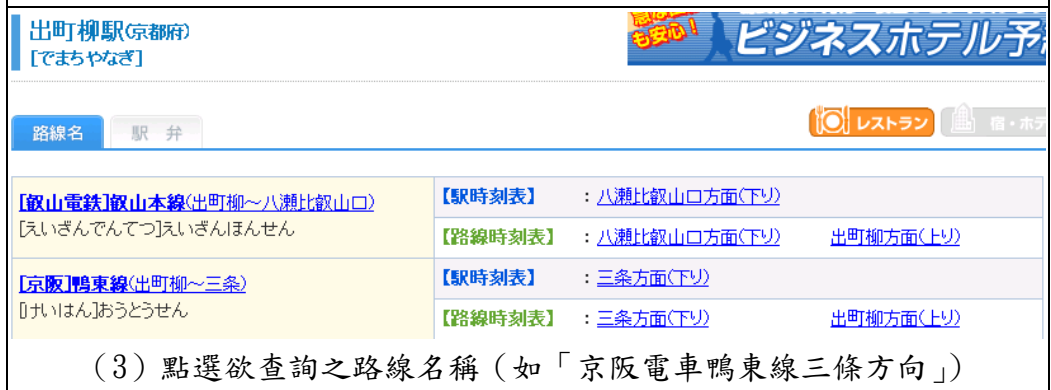 出町柳駅(京都府)
[でまちやなぎ]
も安心！
ビジネスホテル予
路線名
駅 弁
レストラン
宿・ホテ
[叡山電鉄]叡山本線(出町柳～八瀬比叡山口)
[えいざんでんてつ]えいざんほんせん
【駅時刻表】 ：八瀬比叡山口方面(下り)
【路線時刻表】 ：八瀬比叡山口方面(下り) 出町柳方面(上り)
[京阪]鴨東線(出町柳～三条)
[けいはん]おうとうせん
【駅時刻表】 ：三条方面(下り)
【路線時刻表】 ：三条方面(下り) 出町柳方面(上り)
（3）點選欲查詢之路線名稱（如「京阪電車鴨東線三條方向」）